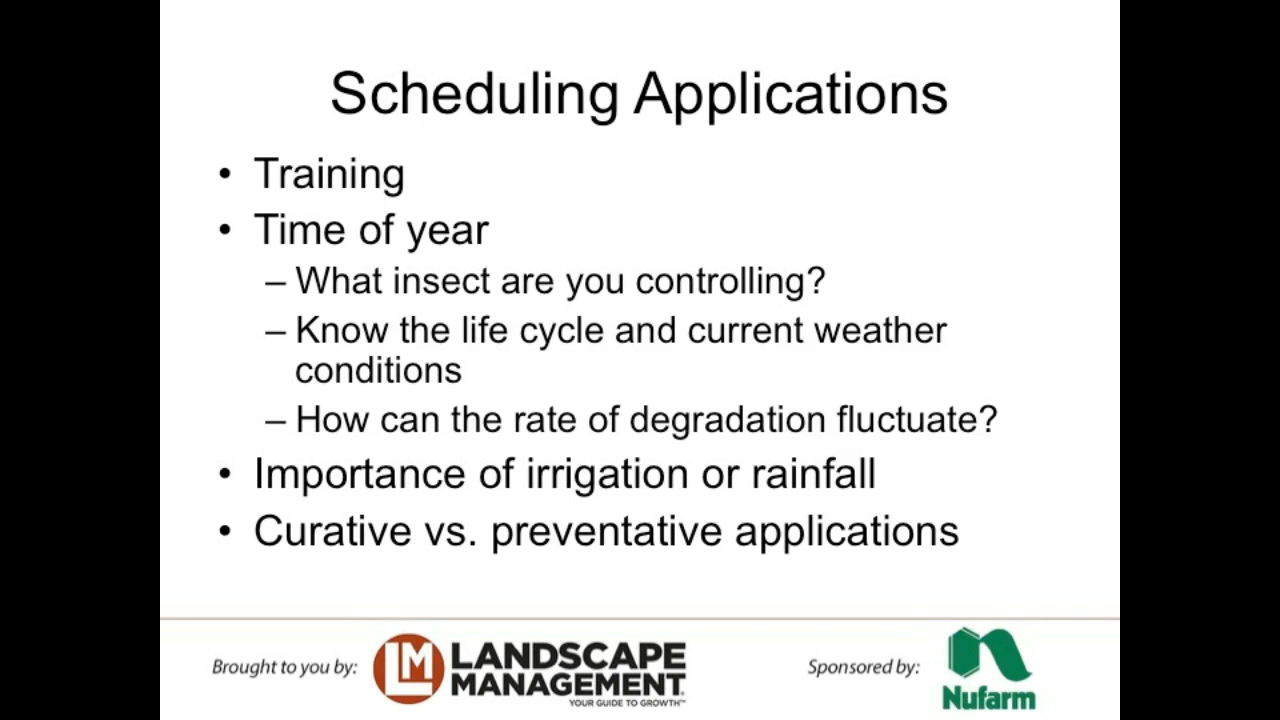 Scheduling Applications
• Training
• Time of year
– What insect are you controlling?
– Know the life cycle and current weather
conditions
– How can the rate of degradation fluctuate?
• Importance of irrigation or rainfall
• Curative vs. preventative applications
Brought to you by:
LM
LANDSCAPE
MANAGEMENT
YOUR GUIDE TO GROWTH™
Sponsored by:
Nufarm